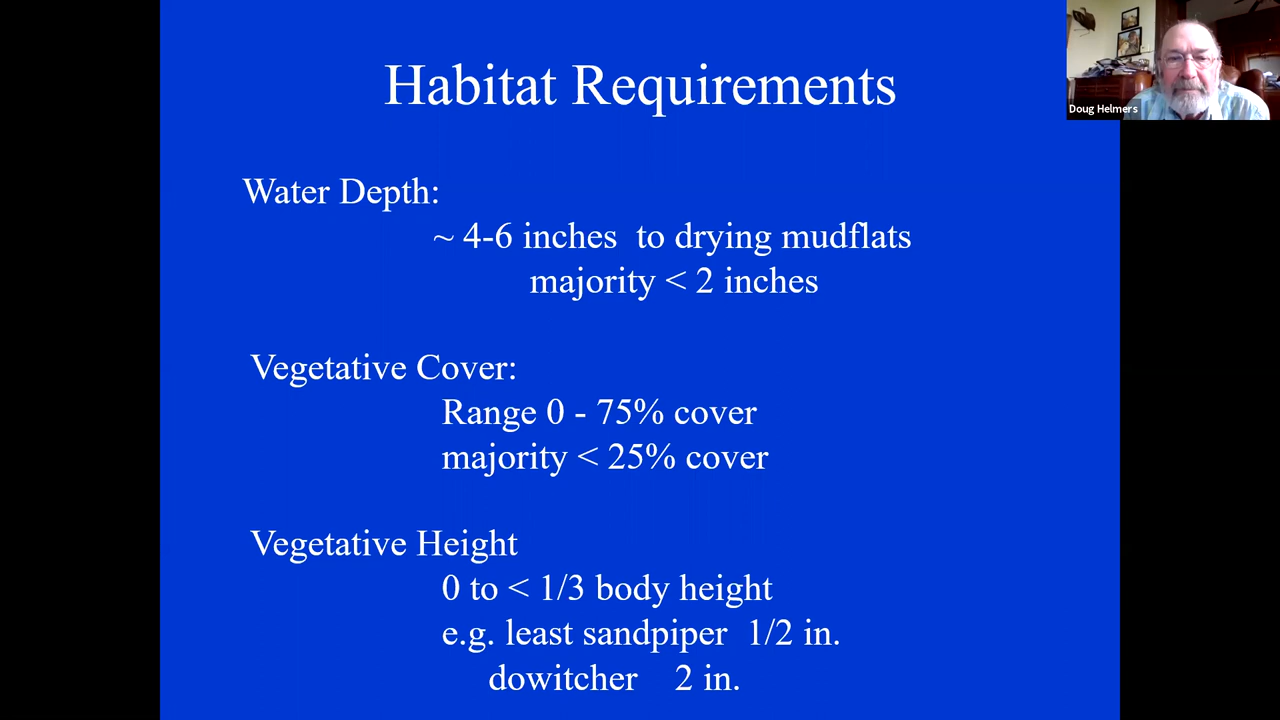 Habitat Requirements
Doug Helmers
Water Depth:
~ 4-6 inches to drying mudflats
majority < 2 inches
Vegetative Cover:
Range 0 - 75% cover
majority < 25% cover
Vegetative Height
0 to < 1/3 body height
e.g. least sandpiper 1/2 in.
dowitcher 2 in.